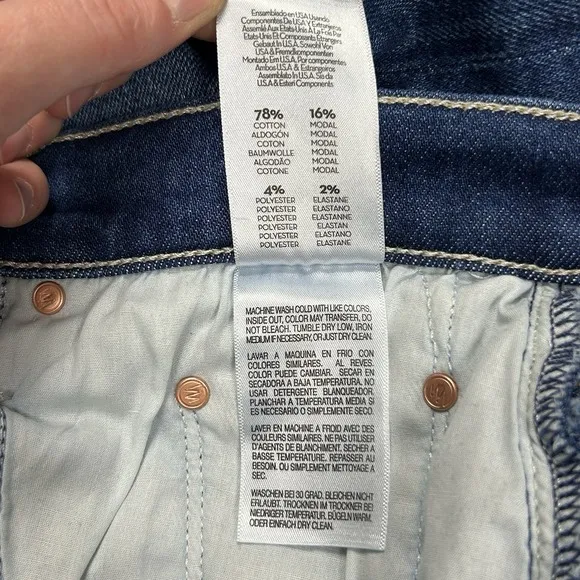 Ensamblado en USA Usando
Componentes De USA Y Extranjeros
Assemblé Aux États-Unis À La Fois Par
États-Unis Et Composants Étrangers
Gebaut In U.S.A. Sowohl Von
USA & Fremdkomponenten
Montado Em U.S.A. Por componentes
Ambos U.S.A & Estrangeiros
Assemblato In U.S.A. Sis da
U.S.A & Esteri Components
78% 16%
COTTON MODAL
ALGODÓN MODAL
COTON MODAL
BAUMWOLLE MODAL
ALGODÃO MODAL
COTONE MODAL
4% 2%
POLYESTER ELASTANE
POLYESTER ELASTANO
POLYESTER ELASTHANNE
POLYESTER ELASTAN
POLYESTER ELASTANO
POLYESTER ELASTANE
MACHINE WASH COLD WITH LIKE COLORS,
INSIDE OUT, COLOR MAY TRANSFER, DO
NOT BLEACH. TUMBLE DRY LOW, IRON
MEDIUM IF NECESSARY, OR JUST DRY CLEAN.
LAVAR A MAQUINA EN FRIO CON
COLORES SIMILARES. AL REVES.
COLOR PUEDE CAMBIAR. SECAR EN
SECADORA A BAJA TEMPERATURA. NO
USAR DETERGENTE BLANQUEADOR.
PLANCHAR A TEMPERATURA MEDIA SI
ES NECESARIO O SIMPLEMENTE SECO.
LAVER EN MACHINE A FROID AVEC DES
COULEURS SIMILAIRES. NE PAS UTILISER
D'AGENTS DE BLANCHIMENT. SECHER A
BASSE TEMPERATURE. REPASSER AU
BESOIN. OU SIMPLEMENT METTOYAGE A
SEC.
WASCHEN BEI 30 GRAD. BLEICHEN NICHT
ERLAUBT. TROCKNEN IM TROCKNER BEI
NIEDRIGER TEMPERATUR. BÜGELN WARM,
ODER EINFACH DRY CLEAN.